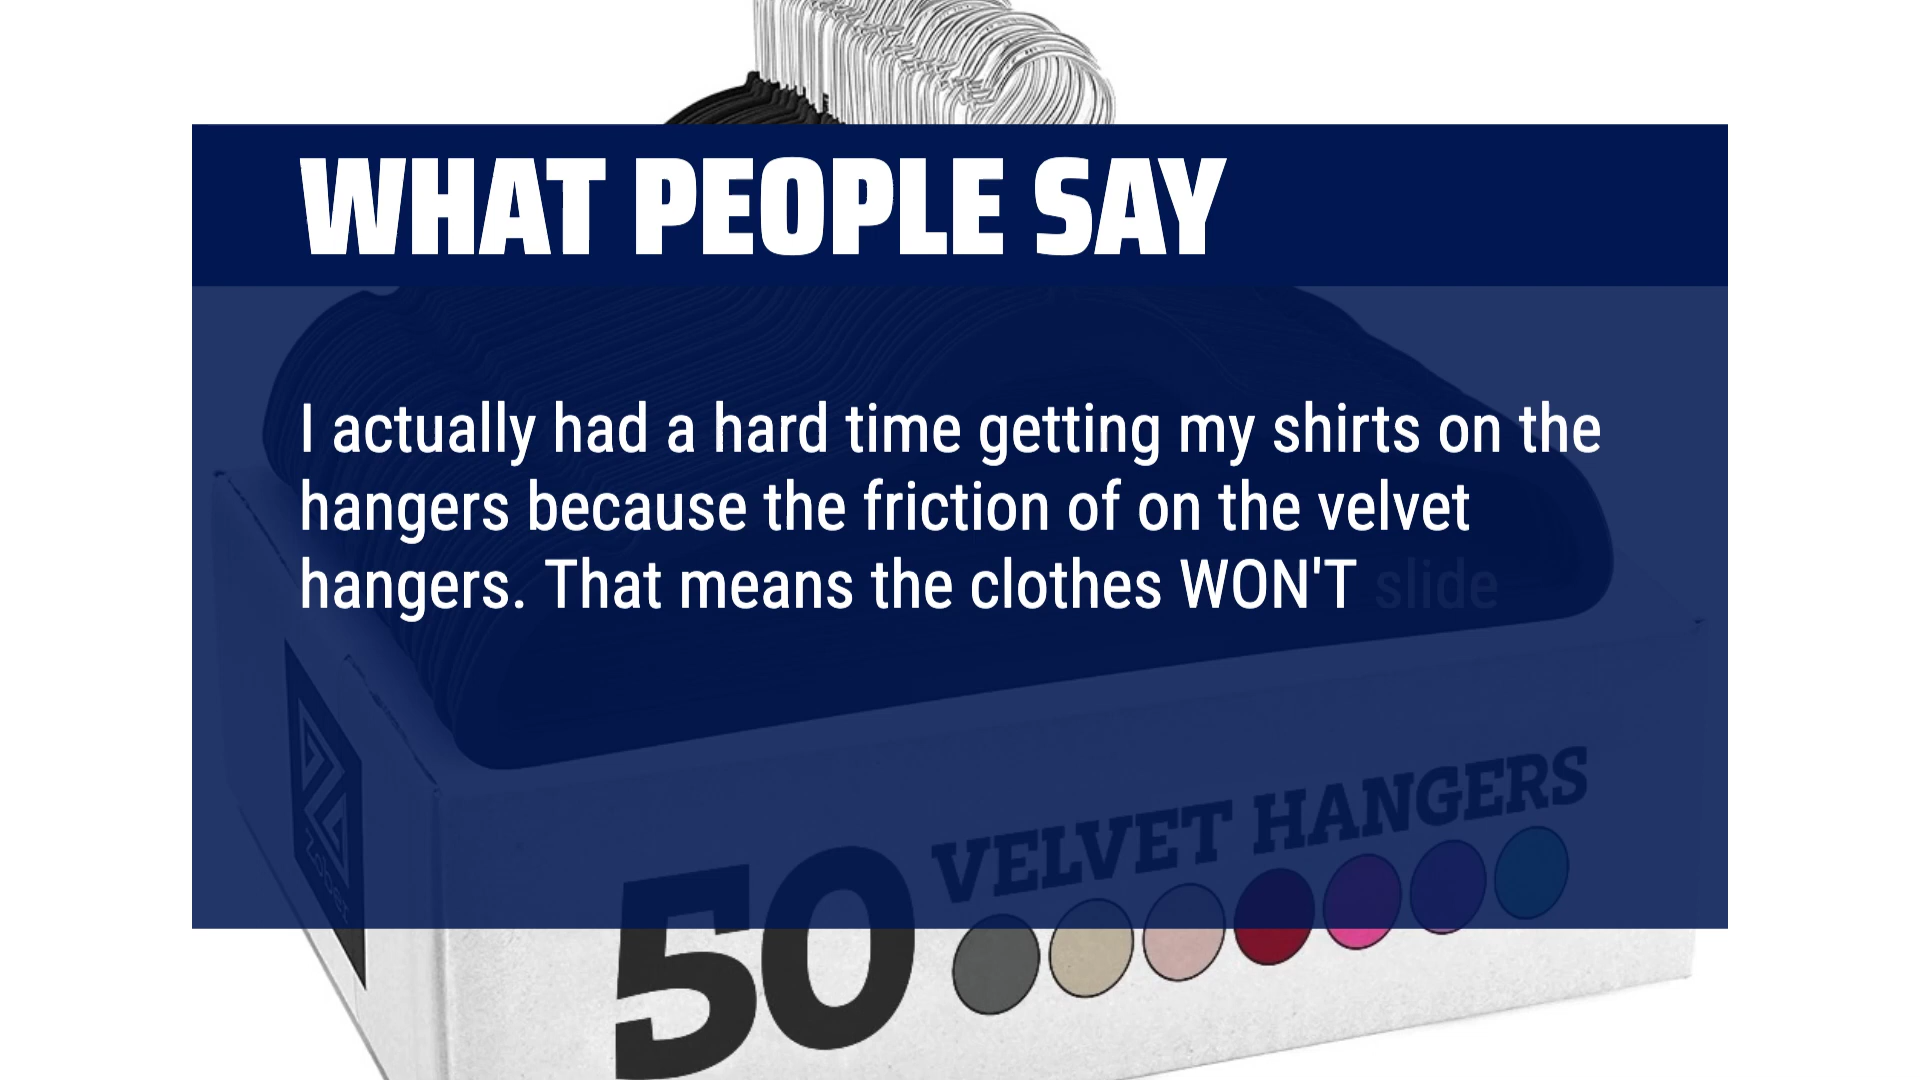 WHAT PEOPLE SAY
I actually had a hard time getting my shirts on the
hangers because the friction of on the velvet
hangers. That means the clothes WON'T slide
VELVET HANGERS
50
Zober